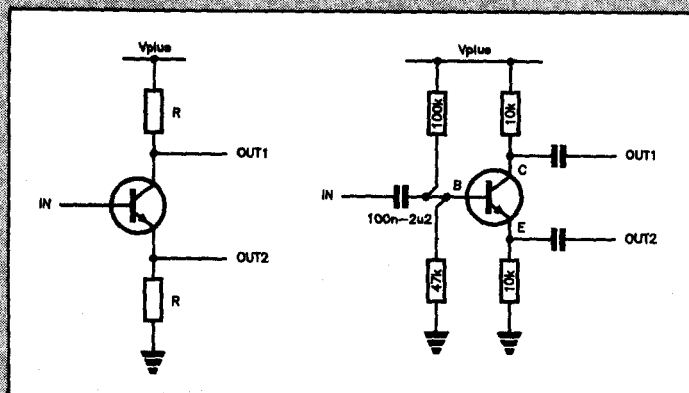 Vplus
R
OUT1
IN
OUT2
R
Vplus
100k
10k
OUT1
C
IN
B
100n-2u2
E
OUT2
47k
10k